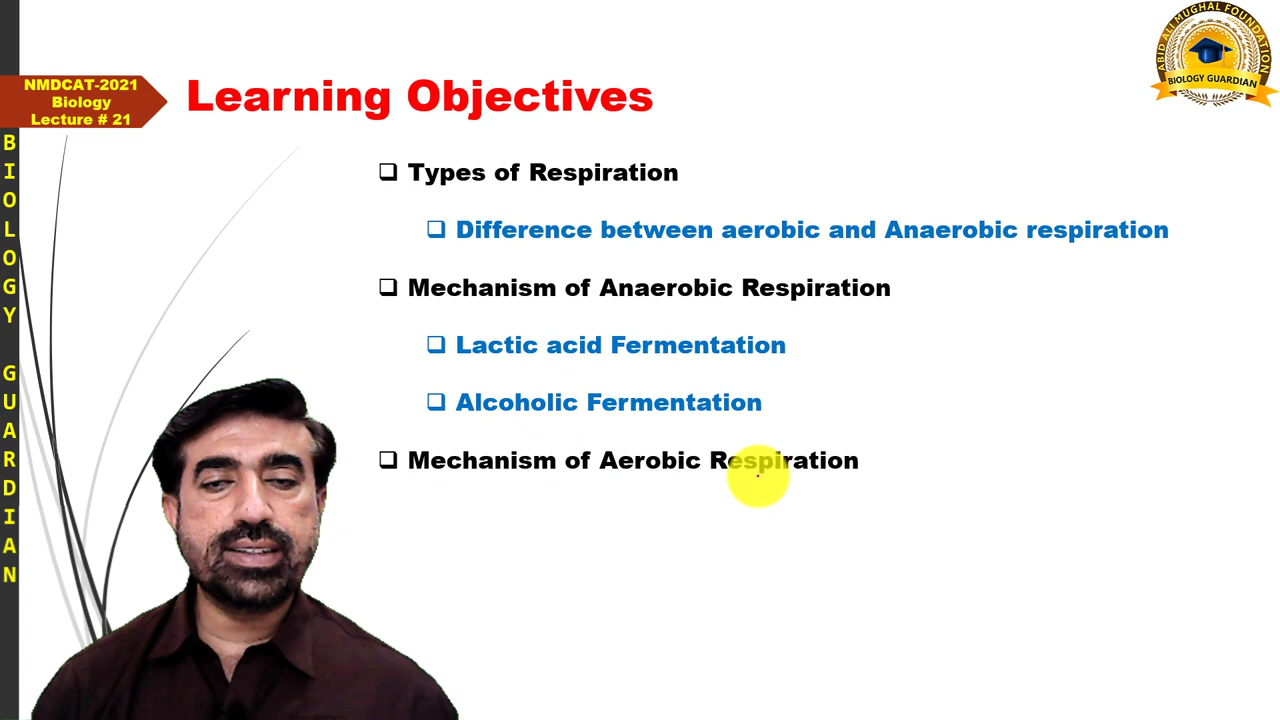 ABID ALI MUGHAL FOUNDATION
BIOLOGY GUARDIAN
NMDCAT-2021
Biology
Lecture # 21
Learning Objectives
❑ Types of Respiration
❑ Difference between aerobic and Anaerobic respiration
❑ Mechanism of Anaerobic Respiration
❑ Lactic acid Fermentation
❑ Alcoholic Fermentation
❑ Mechanism of Aerobic Respiration
BIOLOGY GUARDIAN